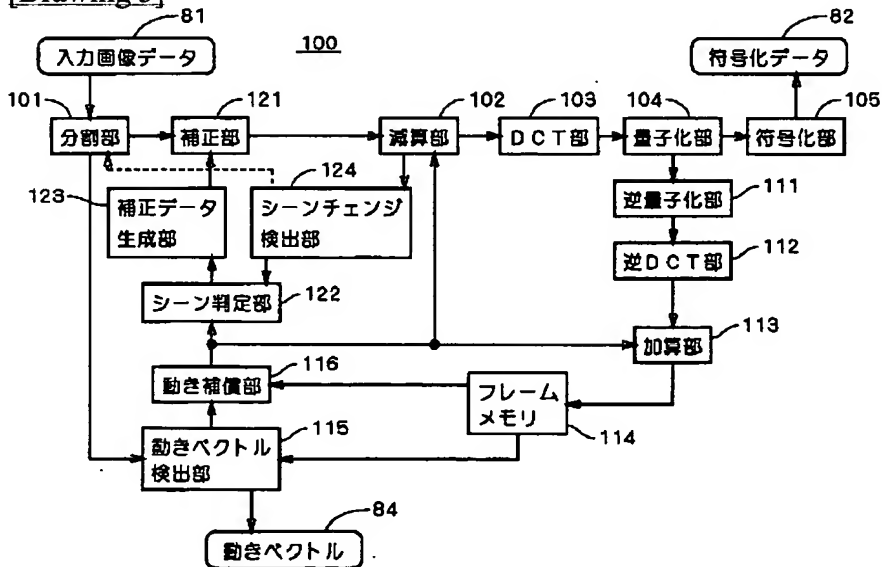 81
82
入力画像データ
100
符号化データ
101
121
102
103
104
105
分割部
補正部
減算部
DCT部
量子化部
符号化部
123
124
111
補正データ
生成部
シーンチェンジ
検出部
逆量子化部
112
逆DCT部
シーン判定部
122
113
加算部
116
動き補償部
フレーム
メモリ
114
115
動きベクトル
検出部
84
動きベクトル